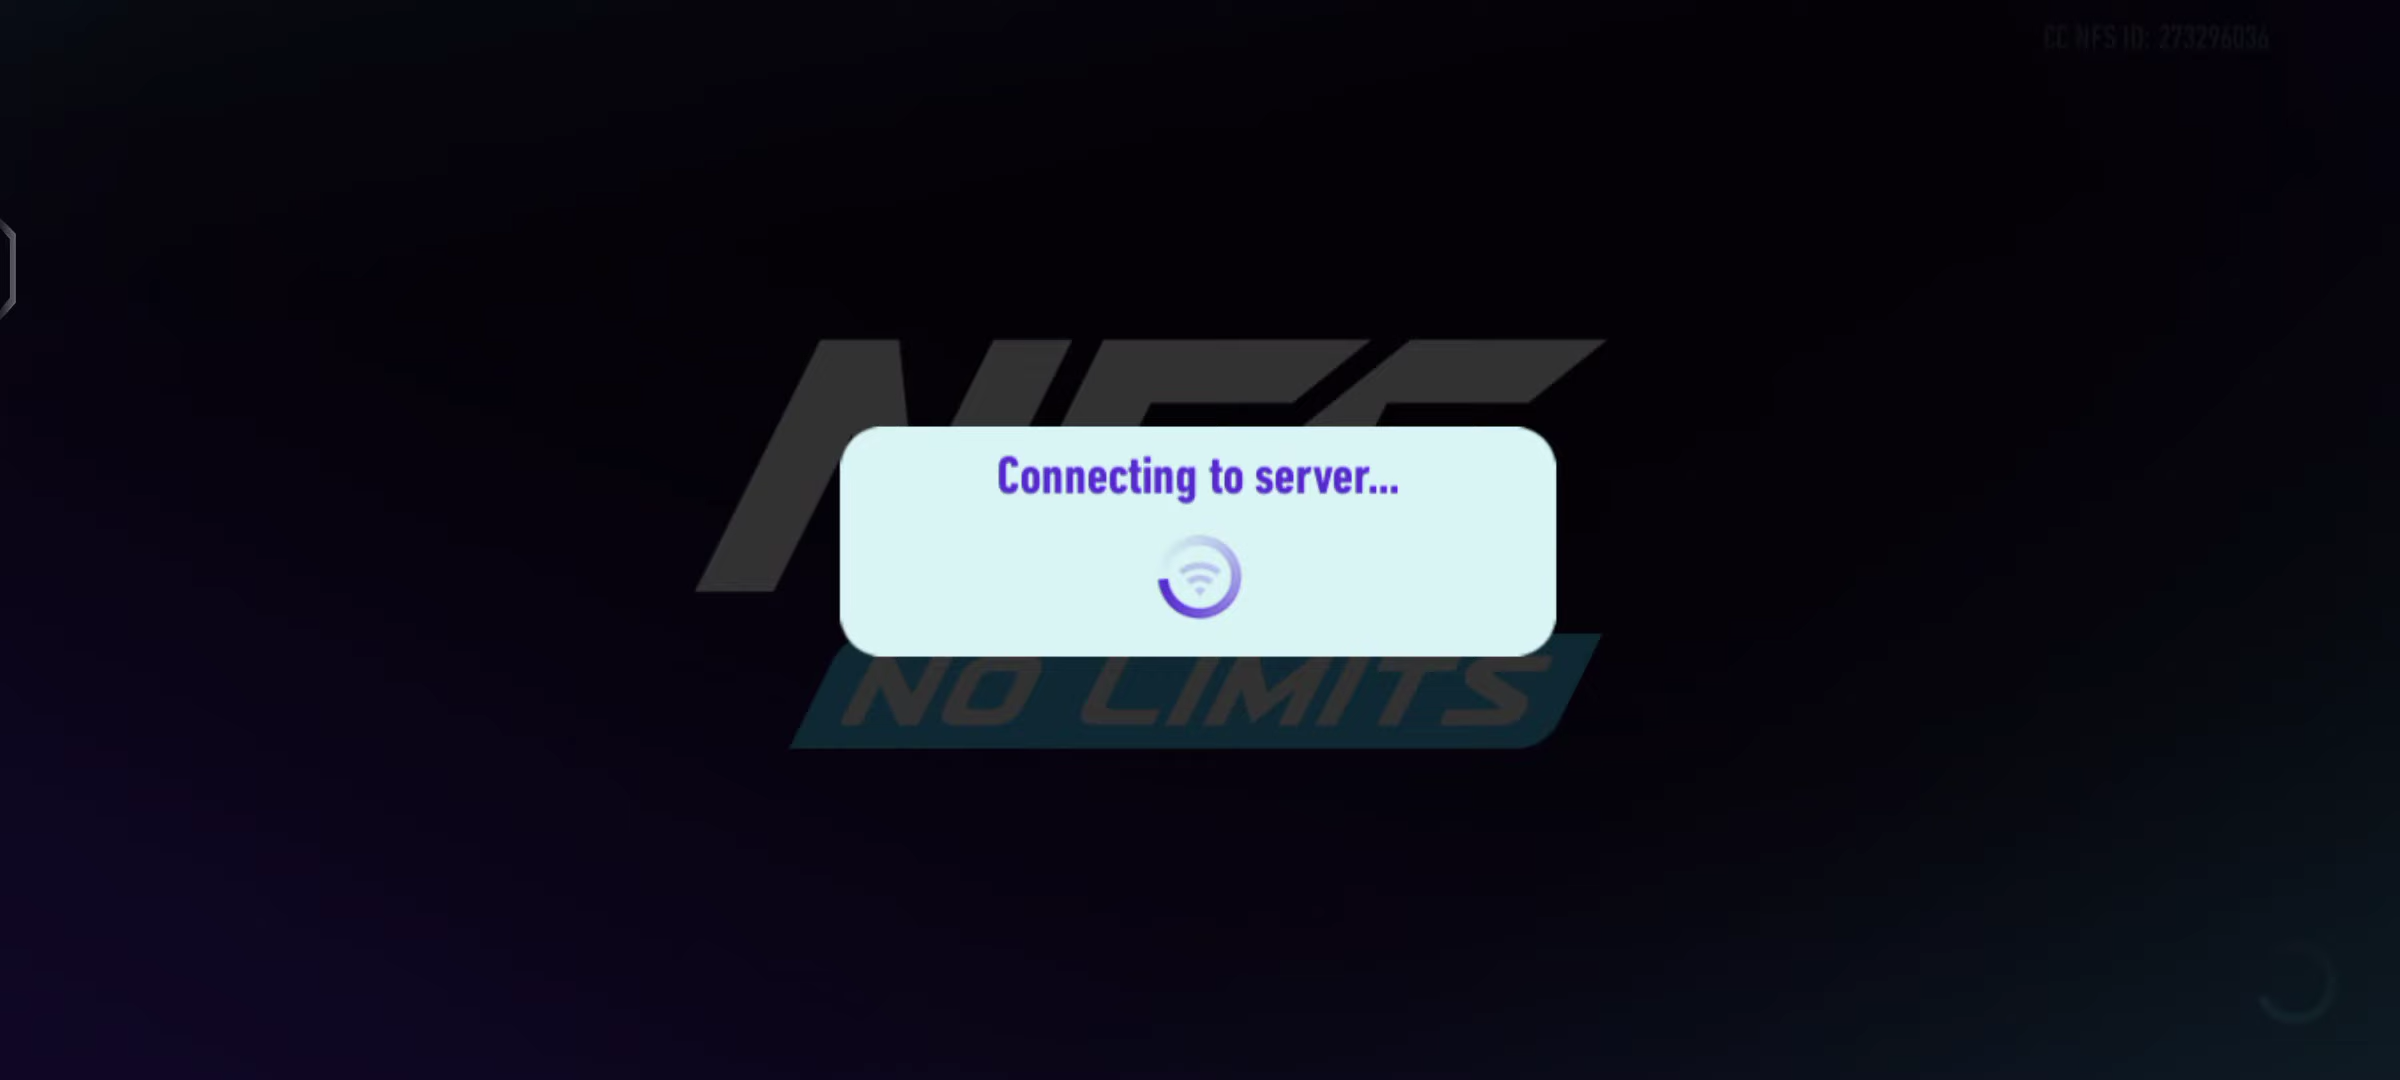 CC NFS ID: 273296036
NFS
Connecting to server...
NO LIMITS